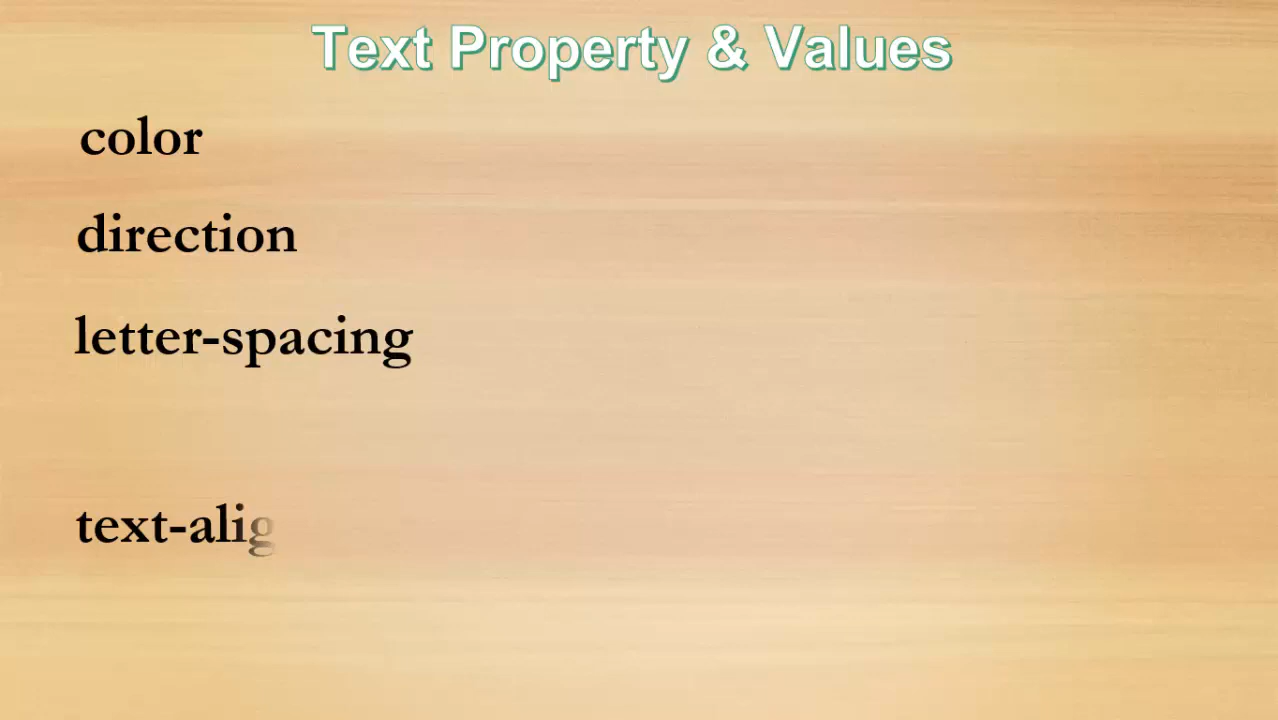 Text Property & Values
color
direction
letter-spacing
text-alig